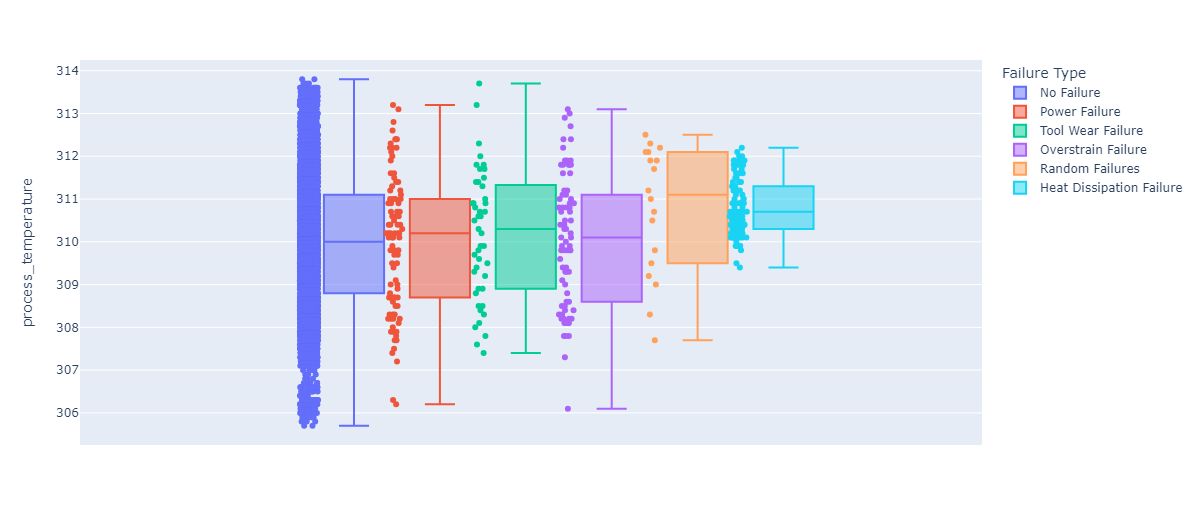 process_temperature
314
313
312
311
310
309
308
307
306
Failure Type
No Failure
Power Failure
Tool Wear Failure
Overstrain Failure
Random Failures
Heat Dissipation Failure